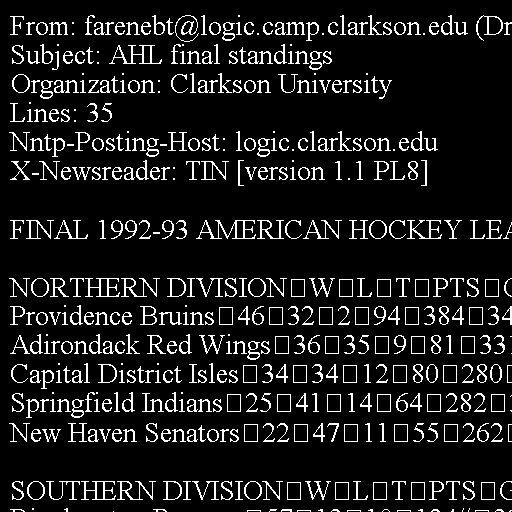 From: farenebt@logic.camp.clarkson.edu (Dr
Subject: AHL final standings
Organization: Clarkson University
Lines: 35
Nntp-Posting-Host: logic.clarkson.edu
X-Newsreader: TIN [version 1.1 PL8]
FINAL 1992-93 AMERICAN HOCKEY LEA
NORTHERN DIVISION□W□L□T□PTS□G
Providence Bruins□46□32□2□94□384□34
Adirondack Red Wings□36□35□9□81□331
Capital District Isles□34□34□12□80□280□
Springfield Indians□25□41□14□64□282□
New Haven Senators□22□47□11□55□262□
SOUTHERN DIVISION□W□L□T□PTS□G